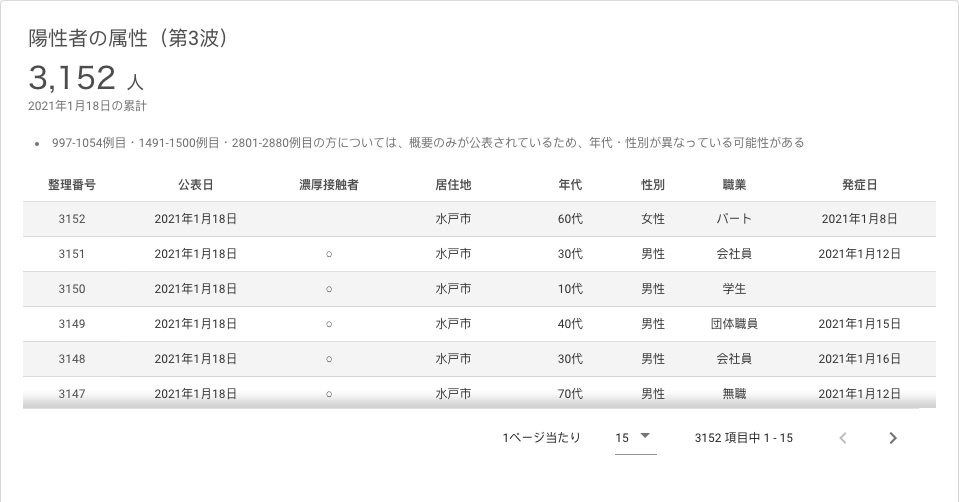 陽性者の属性（第3波）
3,152 人
2021年1月18日の累計
• 997-1054例目・1491-1500例目・2801-2880例目の方については、概要のみが公表されているため、年代・性別が異なっている可能性がある
整理番号 公表日 濃厚接触者 居住地 年代 性別 職業 発症日
3152 2021年1月18日 水戸市 60代 女性 パート 2021年1月8日
3151 2021年1月18日 ○ 水戸市 30代 男性 会社員 2021年1月12日
3150 2021年1月18日 ○ 水戸市 10代 男性 学生
3149 2021年1月18日 ○ 水戸市 40代 男性 団体職員 2021年1月15日
3148 2021年1月18日 ○ 水戸市 30代 男性 会社員 2021年1月16日
3147 2021年1月18日 ○ 水戸市 70代 男性 無職 2021年1月12日
1ページ当たり 15 3152 項目中 1 - 15